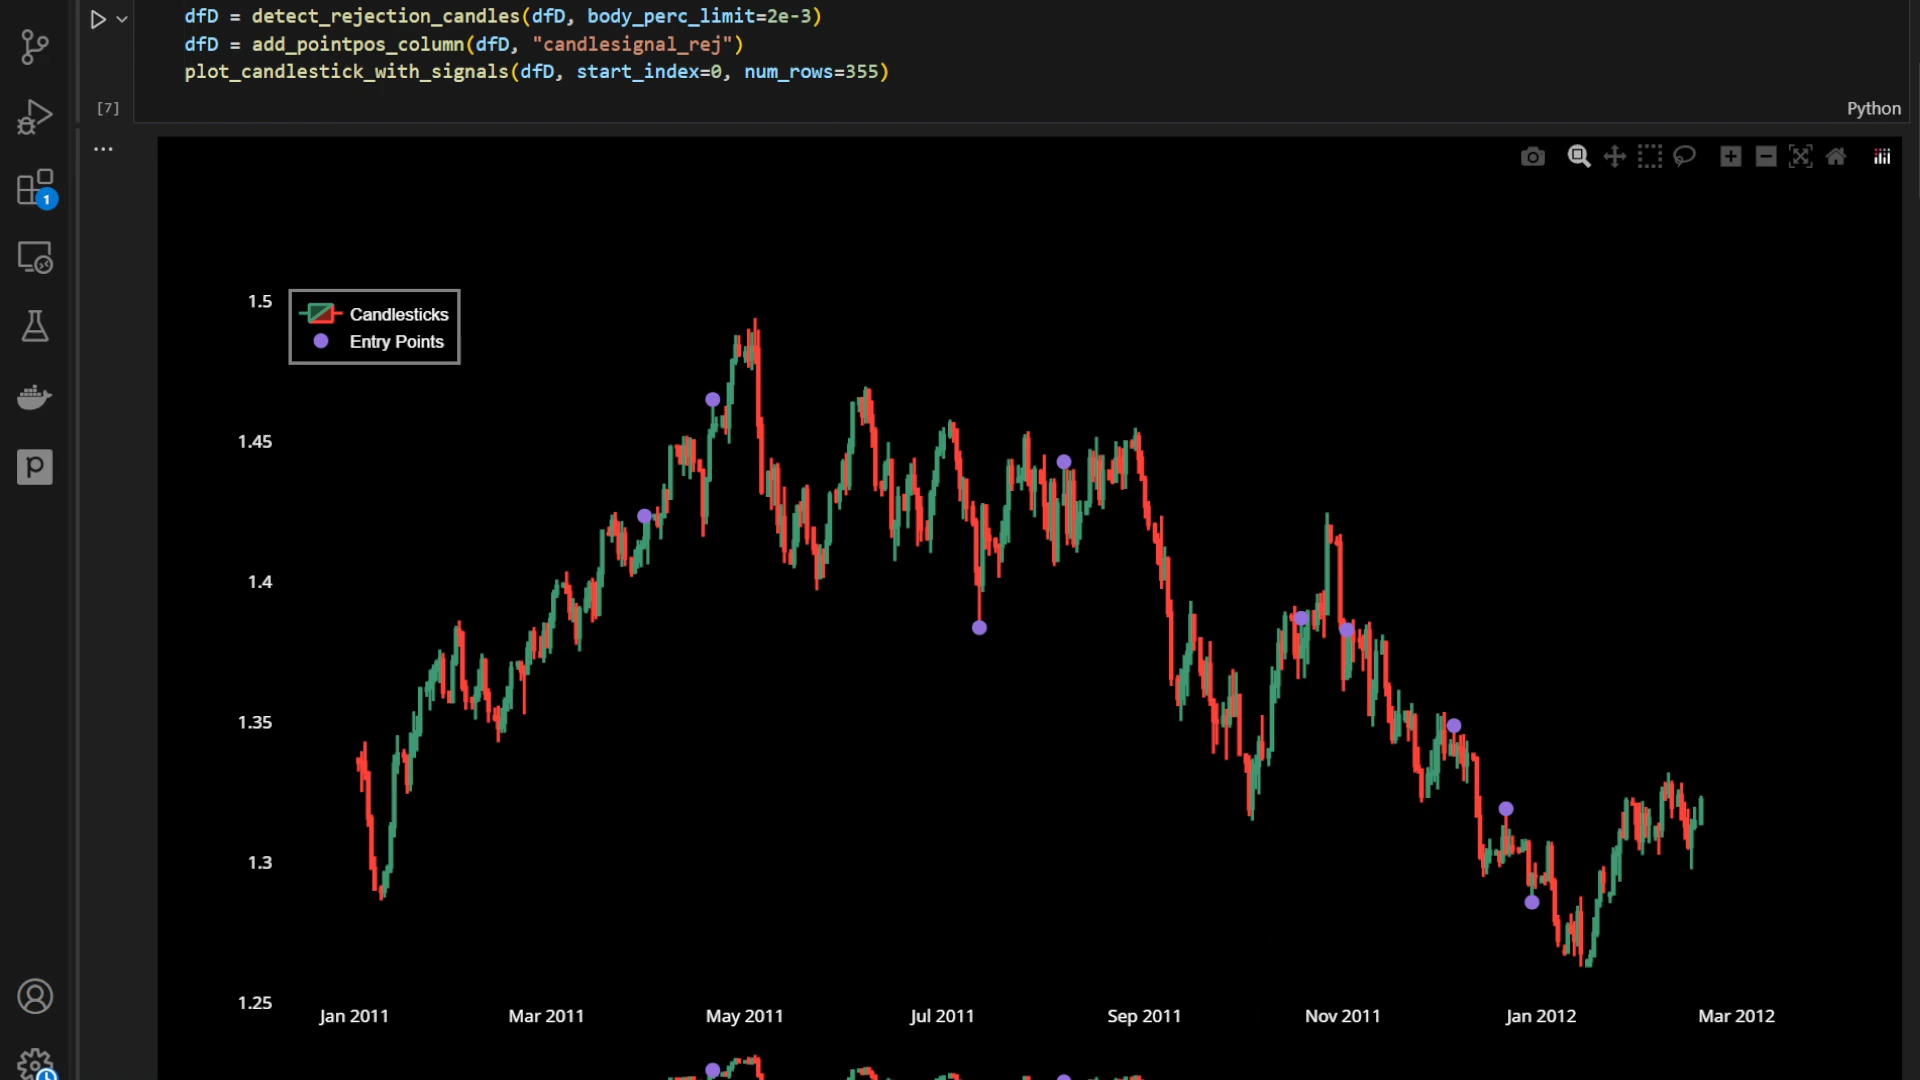 dfD = detect_rejection_candles(dfD, body_perc_limit=2e-3)
dfD = add_pointpos_column(dfD, "candlesignal_rej")
plot_candlestick_with_signals(dfD, start_index=0, num_rows=355)
[7]
Python
...
1
1.5
Candlesticks
Entry Points
1.45
1.4
1.35
1.3
1.25
Jan 2011
Mar 2011
May 2011
Jul 2011
Sep 2011
Nov 2011
Jan 2012
Mar 2012